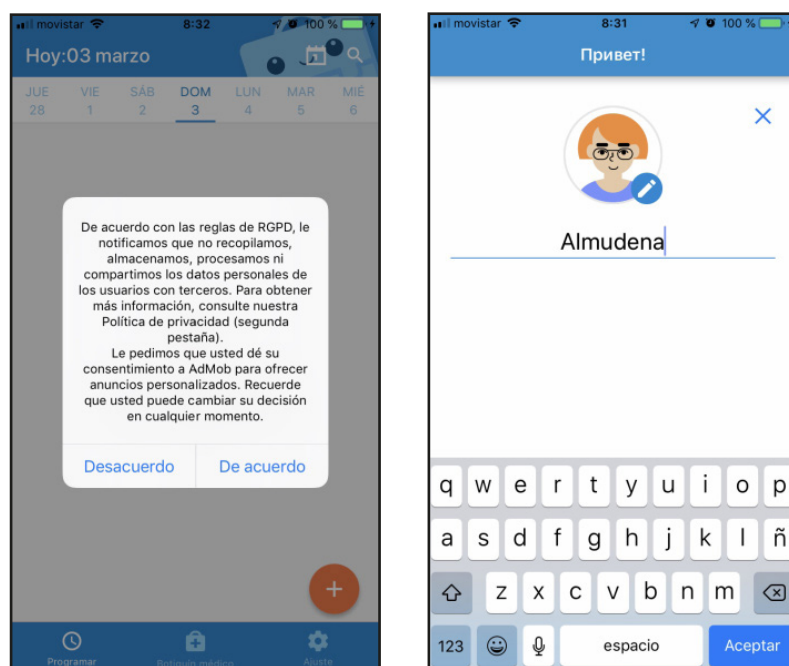 movistar 8:32 100 %
Hoy:03 marzo
JUE VIE SÁB DOM LUN MAR MIÉ
28 1 2 3 4 5 6
De acuerdo con las reglas de RGPD, le
notificamos que no recopilamos,
almacenamos, procesamos ni
compartimos los datos personales de
los usuarios con terceros. Para obtener
más información, consulte nuestra
Política de privacidad (segunda
pestaña).
Le pedimos que usted dé su
consentimiento a AdMob para ofrecer
anuncios personalizados. Recuerde
que usted puede cambiar su decisión
en cualquier momento.
Desacuerdo De acuerdo
+
Programar Botiquín médico Ajuste
movistar 8:31 100 %
Привет!
Almudena
q w e r t y u i o p
a s d f g h j k l ñ
z x c v b n m
123 espacio Aceptar